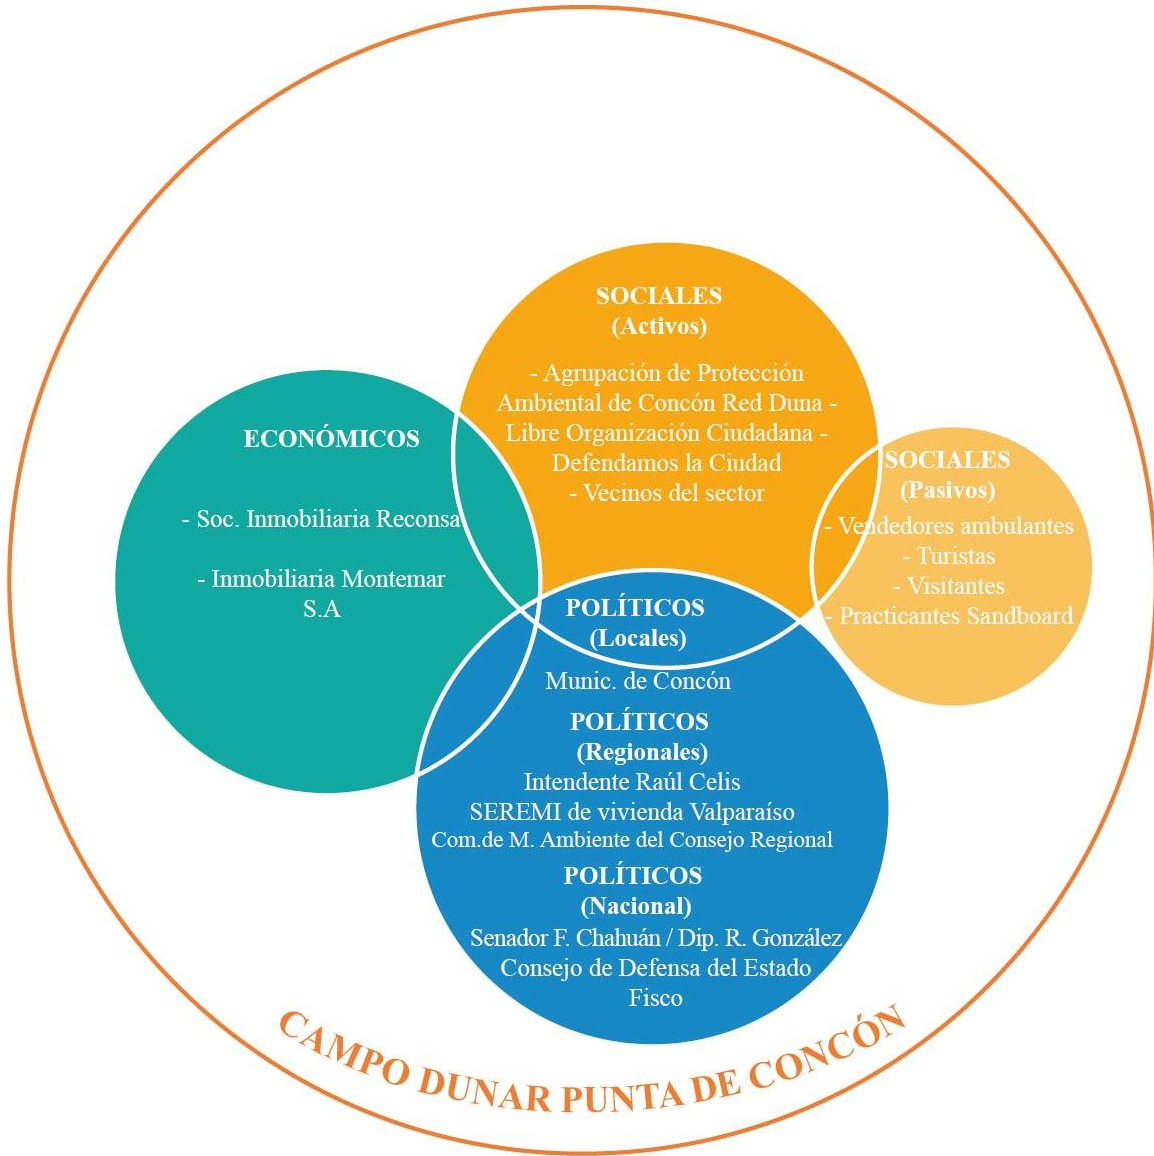 SOCIALES
(Activos)
- Agrupación de Protección
Ambiental de Concón Red Duna -
Libre Organización Ciudadana -
Defendamos la Ciudad
- Vecinos del sector
ECONÓMICOS
- Soc. Inmobiliaria Reconsa
- Inmobiliaria Montemar
S.A
SOCIALES
(Pasivos)
- Vendedores ambulantes
- Turistas
- Visitantes
- Practicantes Sandboard
POLÍTICOS
(Locales)
Munic. de Concón
POLÍTICOS
(Regionales)
Intendente Raúl Celis
SEREMI de vivienda Valparaíso
Com.de M. Ambiente del Consejo Regional
POLÍTICOS
(Nacional)
Senador F. Chahuán / Dip. R. González
Consejo de Defensa del Estado
Fisco
CAMPO DUNAR PUNTA DE CONCÓN